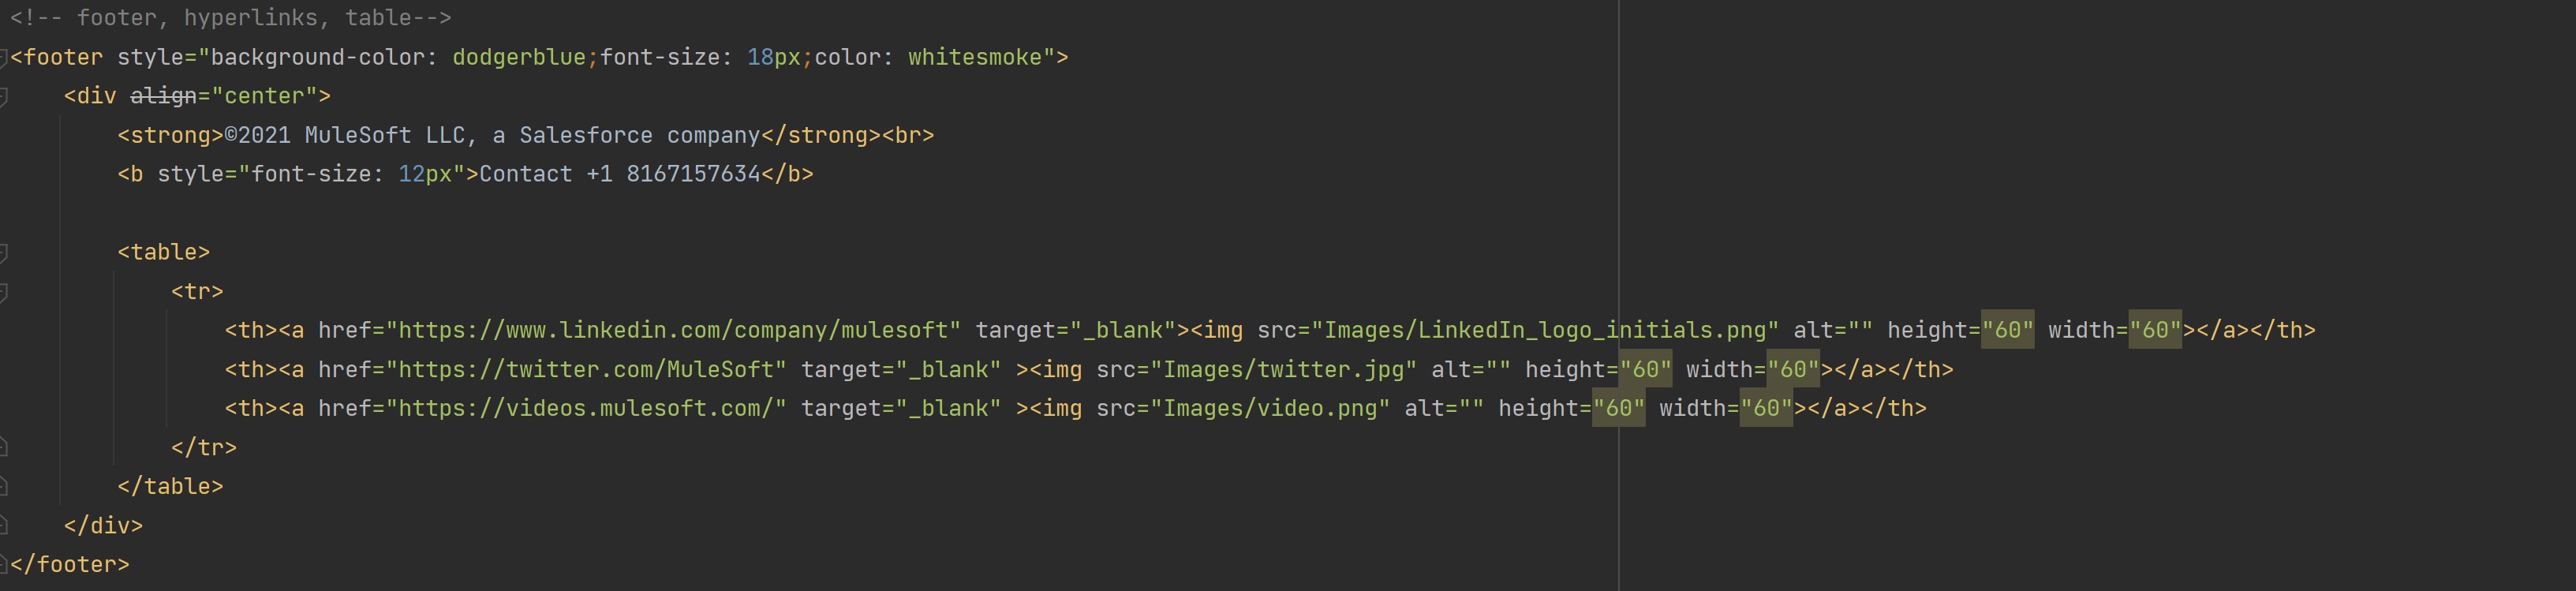 <!-- footer, hyperlinks, table-->
<footer style="background-color: dodgerblue;font-size: 18px;color: whitesmoke">
    <div align="center">
        <strong>©2021 MuleSoft LLC, a Salesforce company</strong><br>
        <b style="font-size: 12px">Contact +1 8167157634</b>

        <table>
            <tr>
                <th><a href="https://www.linkedin.com/company/mulesoft" target="_blank"><img src="Images/LinkedIn_logo_initials.png" alt="" height="60" width="60"></a></th>
                <th><a href="https://twitter.com/MuleSoft" target="_blank" ><img src="Images/twitter.jpg" alt="" height="60" width="60"></a></th>
                <th><a href="https://videos.mulesoft.com/" target="_blank" ><img src="Images/video.png" alt="" height="60" width="60"></a></th>
            </tr>
        </table>
    </div>
</footer>